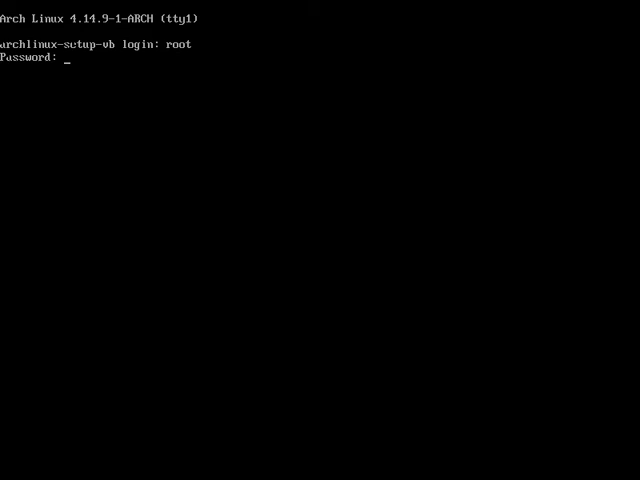 Arch Linux 4.14.9-1-ARCH (tty1)
archlinux-setup-vb login: root
Password: _